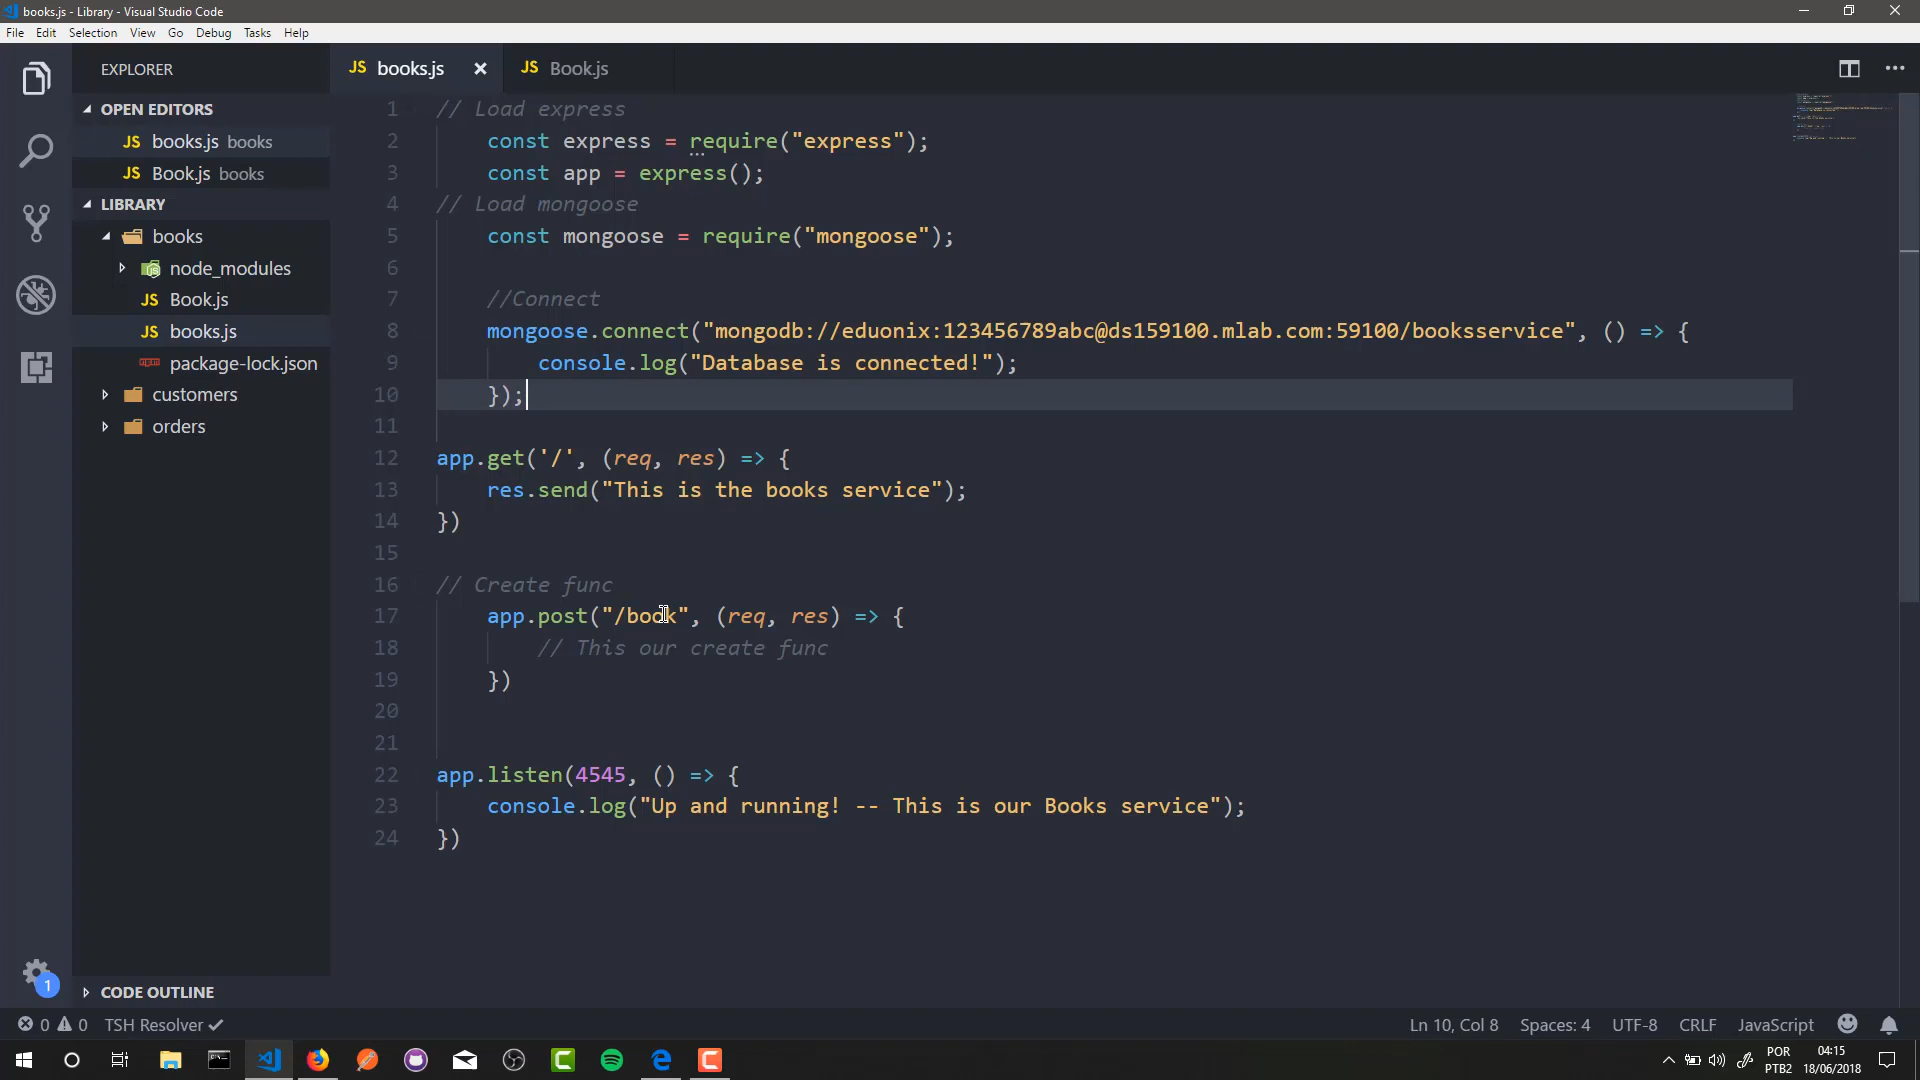 books.js - Library - Visual Studio Code
File Edit Selection View Go Debug Tasks Help
EXPLORER
JS books.js
JS Book.js
OPEN EDITORS
JS books.js books
JS Book.js books
LIBRARY
books
node_modules
JS Book.js
JS books.js
npm package-lock.json
customers
orders
CODE OUTLINE
1 // Load express
2 const express = require("express");
3 const app = express();
4 // Load mongoose
5 const mongoose = require("mongoose");
6
7 //Connect
8 mongoose.connect("mongodb://eduonix:123456789abc@ds159100.mlab.com:59100/booksservice", () => {
9 console.log("Database is connected!");
10 });
11
12 app.get('/', (req, res) => {
13 res.send("This is the books service");
14 })
15
16 // Create func
17 app.post("/book", (req, res) => {
18 // This our create func
19 })
20
21
22 app.listen(4545, () => {
23 console.log("Up and running! -- This is our Books service");
24 })
1
0 0 TSH Resolver
Ln 10, Col 8 Spaces: 4 UTF-8 CRLF JavaScript
POR
PTB2
04:15
18/06/2018